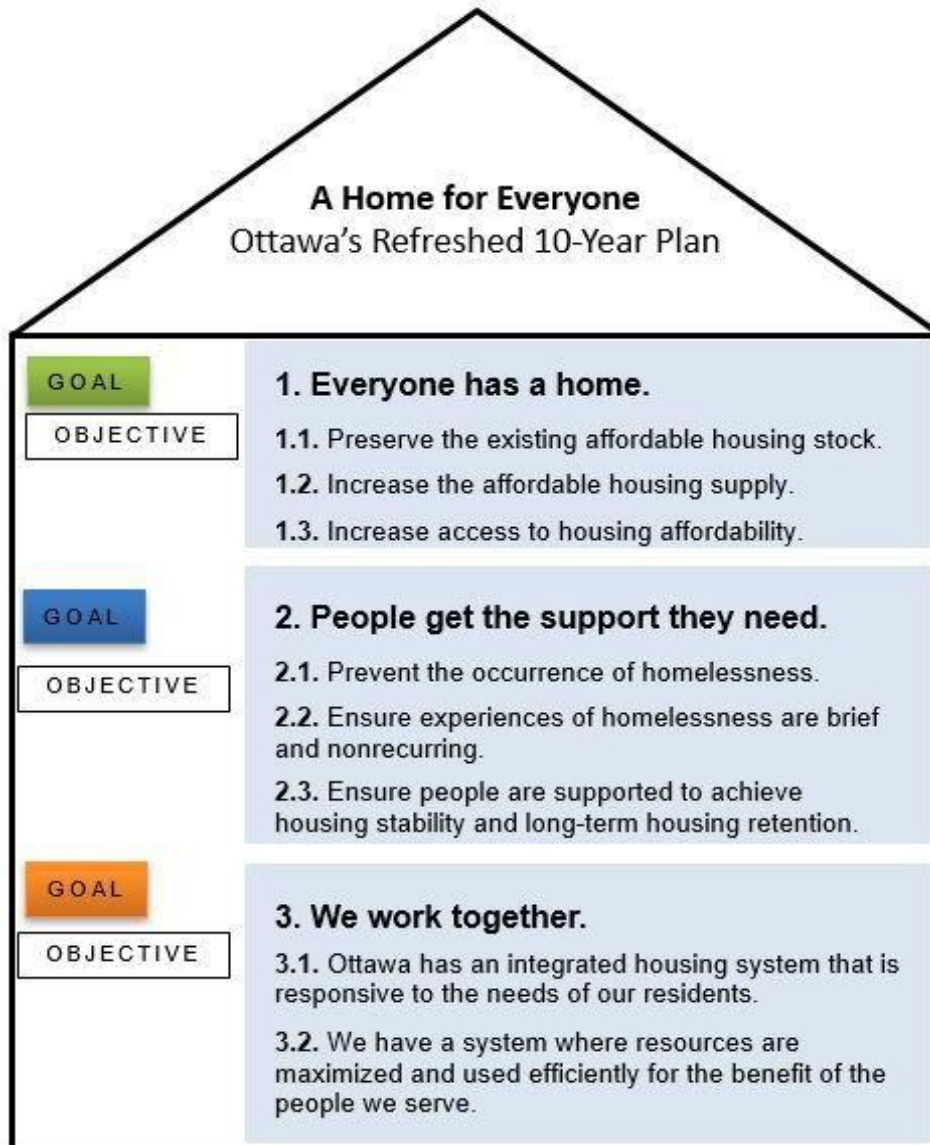 A Home for Everyone
Ottawa's Refreshed 10-Year Plan
GOAL
OBJECTIVE
1. Everyone has a home.
1.1. Preserve the existing affordable housing stock.
1.2. Increase the affordable housing supply.
1.3. Increase access to housing affordability.
GOAL
OBJECTIVE
2. People get the support they need.
2.1. Prevent the occurrence of homelessness.
2.2. Ensure experiences of homelessness are brief
and nonrecurring.
2.3. Ensure people are supported to achieve
housing stability and long-term housing retention.
GOAL
OBJECTIVE
3. We work together.
3.1. Ottawa has an integrated housing system that is
responsive to the needs of our residents.
3.2. We have a system where resources are
maximized and used efficiently for the benefit of the
people we serve.